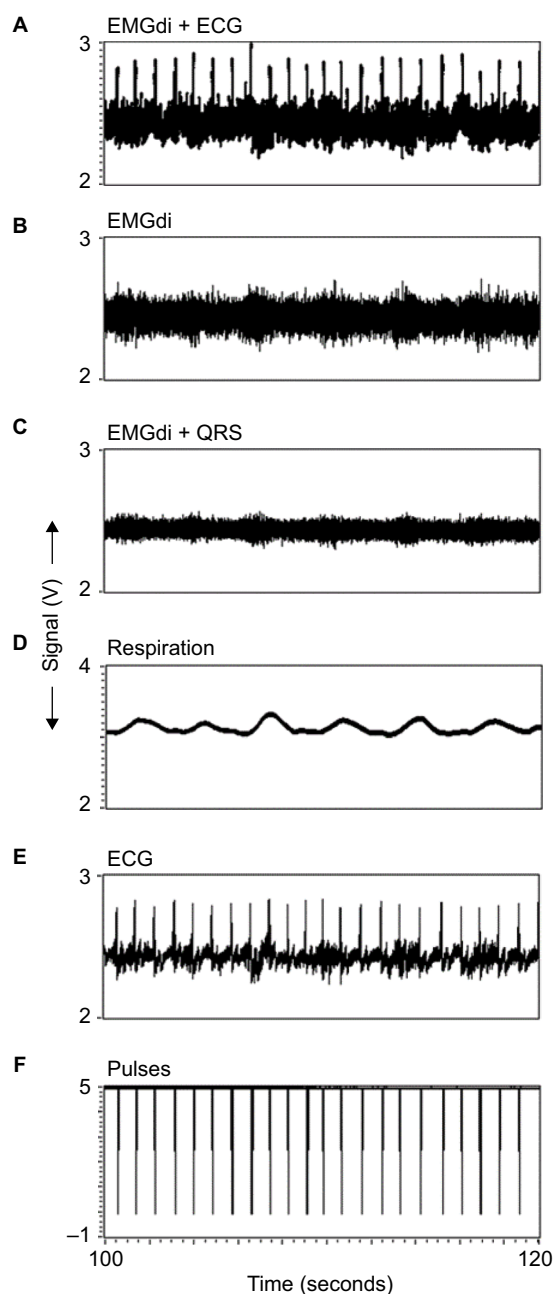 A
EMGdi + ECG
3
2
B
EMGdi
3
2
C
EMGdi + QRS
3
2
Signal (V)
D
Respiration
4
2
E
ECG
3
2
F
Pulses
5
–1
100
120
Time (seconds)